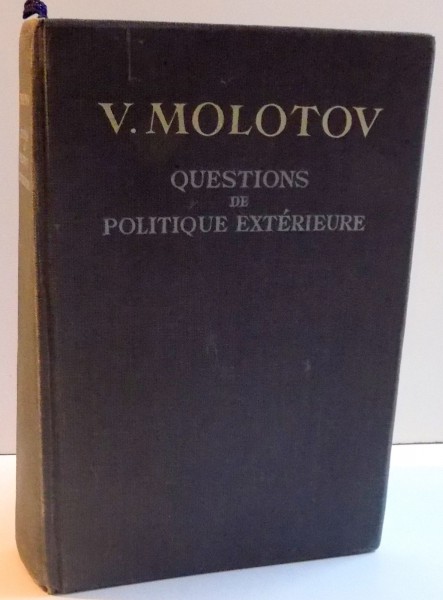 V. MOLOTOV
QUESTIONS
DE
POLITIQUE EXTÉRIEURE